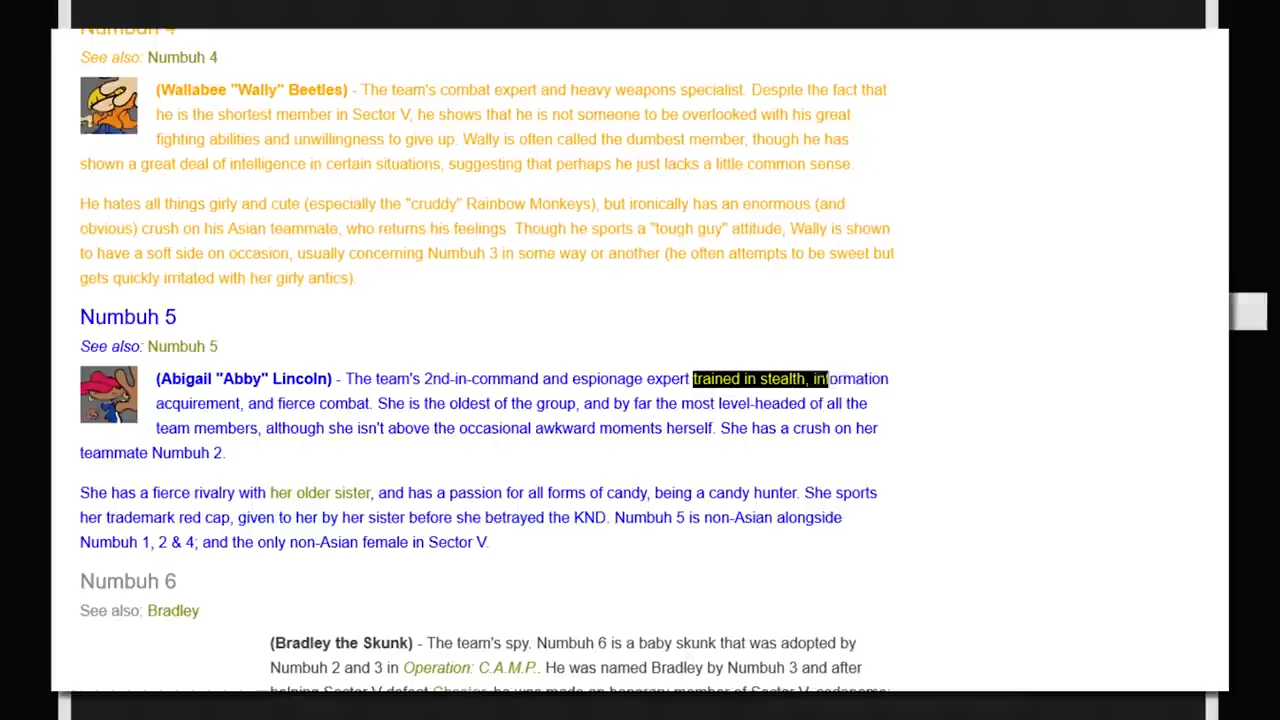 Numbuh 4
See also: Numbuh 4
(Wallabee "Wally" Beetles) - The team's combat expert and heavy weapons specialist. Despite the fact that
he is the shortest member in Sector V, he shows that he is not someone to be overlooked with his great
fighting abilities and unwillingness to give up. Wally is often called the dumbest member, though he has
shown a great deal of intelligence in certain situations, suggesting that perhaps he just lacks a little common sense.
He hates all things girly and cute (especially the "cruddy" Rainbow Monkeys), but ironically has an enormous (and
obvious) crush on his Asian teammate, who returns his feelings. Though he sports a "tough guy" attitude, Wally is shown
to have a soft side on occasion, usually concerning Numbuh 3 in some way or another (he often attempts to be sweet but
gets quickly irritated with her girly antics).
Numbuh 5
See also: Numbuh 5
(Abigail "Abby" Lincoln) - The team's 2nd-in-command and espionage expert trained in stealth, information
acquirement, and fierce combat. She is the oldest of the group, and by far the most level-headed of all the
team members, although she isn't above the occasional awkward moments herself. She has a crush on her
teammate Numbuh 2.
She has a fierce rivalry with her older sister, and has a passion for all forms of candy, being a candy hunter. She sports
her trademark red cap, given to her by her sister before she betrayed the KND. Numbuh 5 is non-Asian alongside
Numbuh 1, 2 & 4; and the only non-Asian female in Sector V.
Numbuh 6
See also: Bradley
(Bradley the Skunk) - The team's spy. Numbuh 6 is a baby skunk that was adopted by
Numbuh 2 and 3 in Operation: C.A.M.P.. He was named Bradley by Numbuh 3 and after
helping Sector V defeat Chester, he was made an honorary member of Sector V, codename: